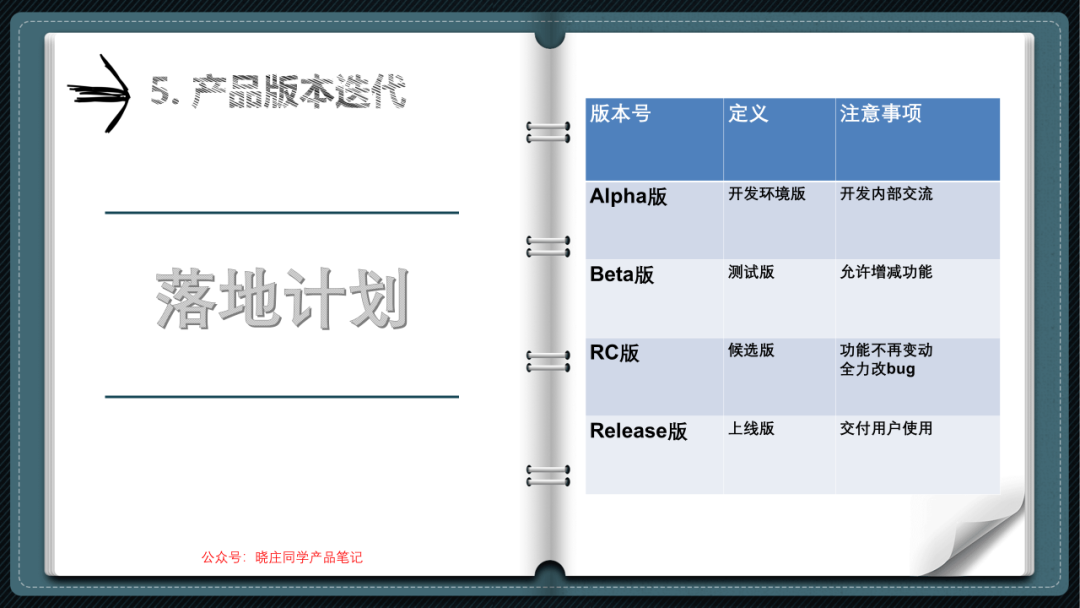 5. 产品版本迭代
落地计划
公众号：晓庄同学产品笔记
版本号 定义 注意事项
Alpha版 开发环境版 开发内部交流
Beta版 测试版 允许增减功能
RC版 候选版 功能不再变动
全力改bug
Release版 上线版 交付用户使用